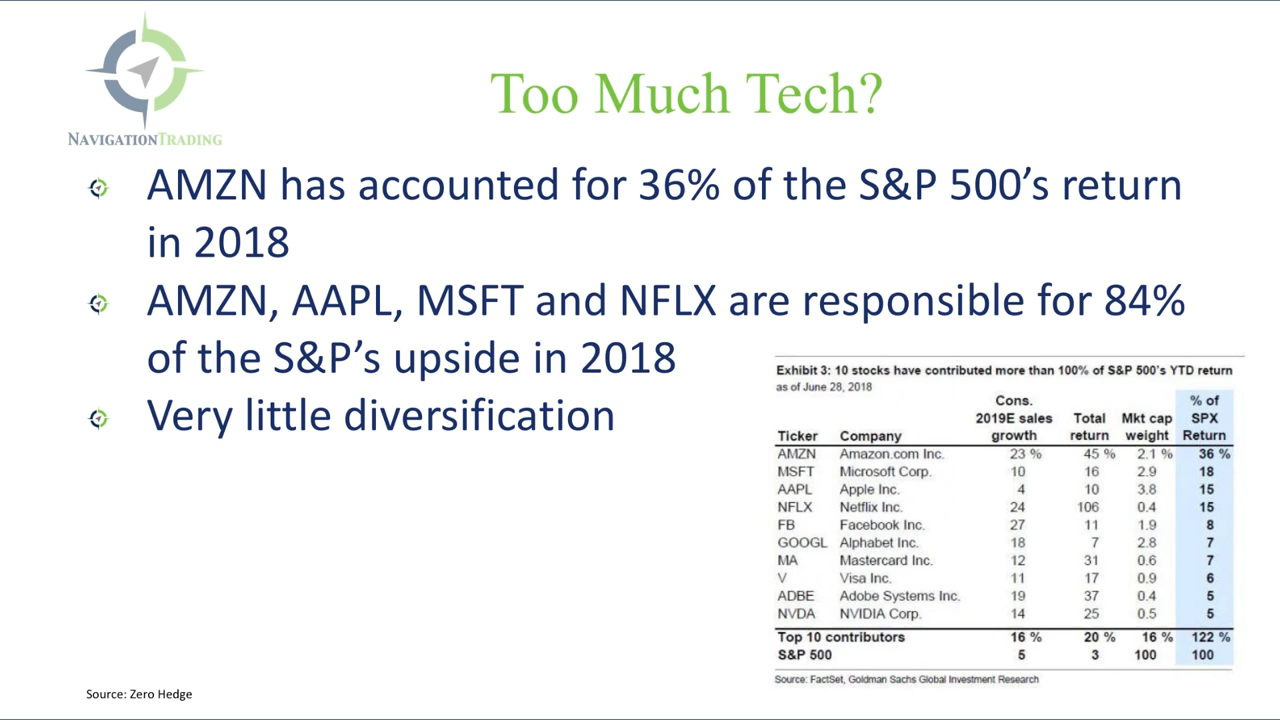 NAVIGATIONTRADING
Too Much Tech?
AMZN has accounted for 36% of the S&P 500’s return
in 2018
AMZN, AAPL, MSFT and NFLX are responsible for 84%
of the S&P’s upside in 2018
Very little diversification
Exhibit 3: 10 stocks have contributed more than 100% of S&P 500's YTD return
as of June 28, 2018
Cons. % of
2019E sales Total Mkt cap SPX
Ticker Company growth return weight Return
AMZN Amazon.com Inc. 23 % 45 % 2.1 % 36 %
MSFT Microsoft Corp. 10 16 2.9 18
AAPL Apple Inc. 4 10 3.8 15
NFLX Netflix Inc. 24 106 0.4 15
FB Facebook Inc. 27 11 1.9 8
GOOGL Alphabet Inc. 18 7 2.8 7
MA Mastercard Inc. 12 31 0.6 7
V Visa Inc. 11 17 0.9 6
ADBE Adobe Systems Inc. 19 37 0.4 5
NVDA NVIDIA Corp. 14 25 0.5 5
Top 10 contributors 16 % 20 % 16 % 122 %
S&P 500 5 3 100 100
Source: FactSet, Goldman Sachs Global Investment Research
Source: Zero Hedge